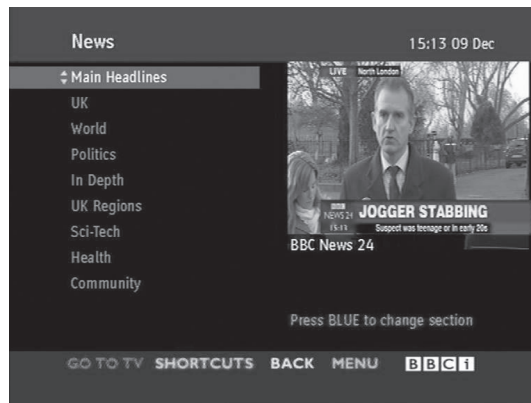 News
15:13 09 Dec
Main Headlines
UK
World
Politics
In Depth
UK Regions
Sci-Tech
Health
Community
LIVE North London
BBC
NEWS 24 JOGGER STABBING
15:13 Suspect was teenage or in early 20s
BBC News 24
Press BLUE to change section
GO TO TV SHORTCUTS BACK MENU BBCi